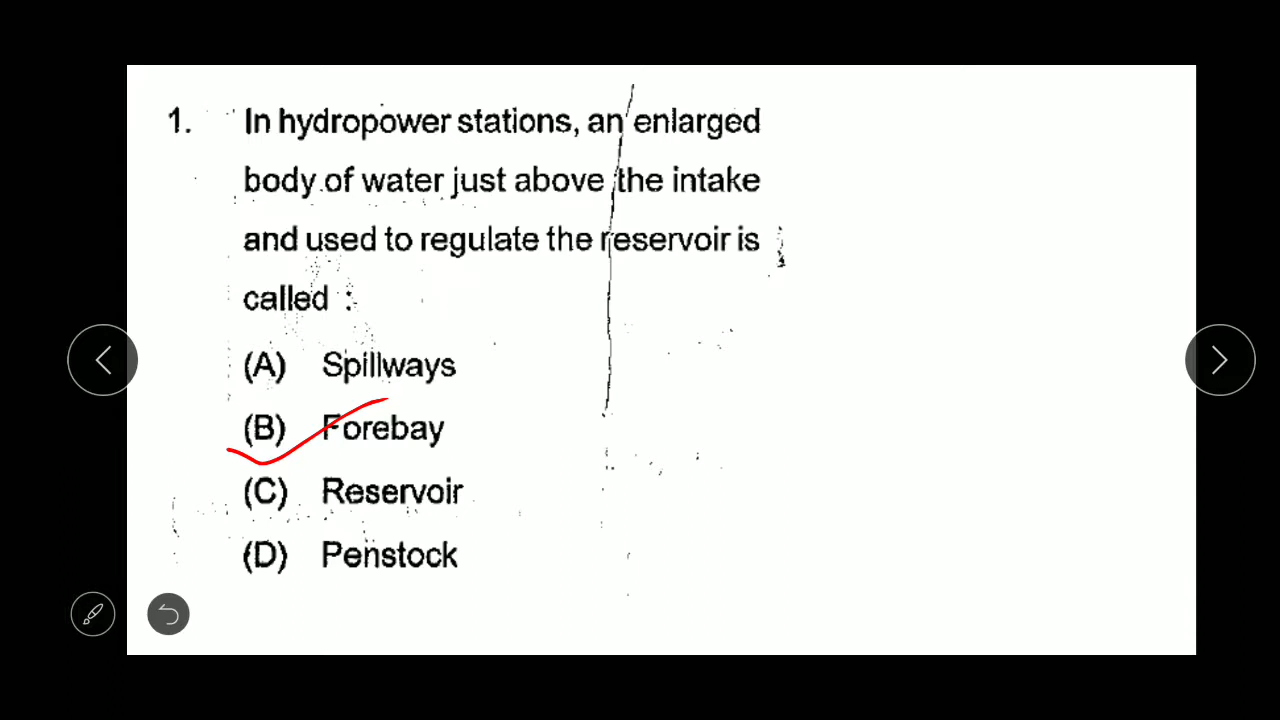 1. In hydropower stations, an enlarged
body of water just above the intake
and used to regulate the reservoir is
called :
(A) Spillways
(B) Forebay
(C) Reservoir
(D) Penstock